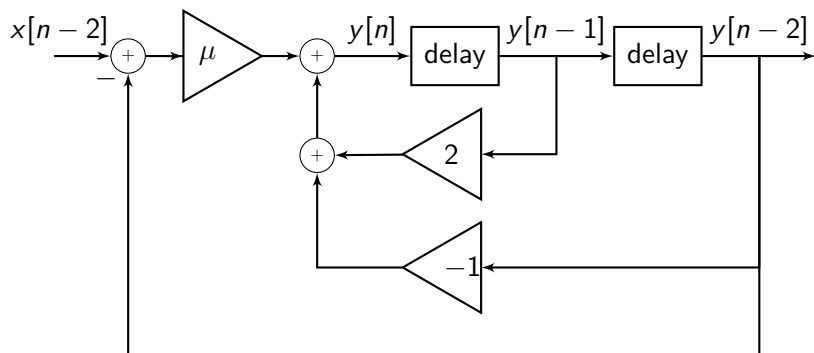 x[n − 2]
+
−
μ
+
y[n]
delay
y[n − 1]
delay
y[n − 2]
+
2
−1